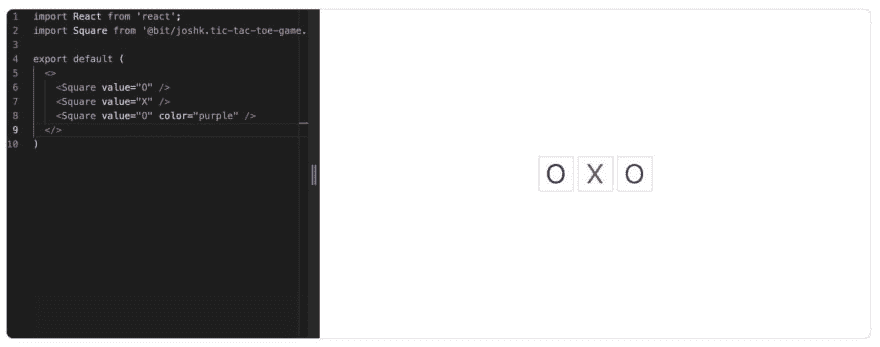 1 import React from 'react';
2 import Square from '@bit/joshk.tic-tac-toe-game.
3
4 export default (
5 <>
6 <Square value="O" />
7 <Square value="X" />
8 <Square value="O" color="purple" />
9 </>
10 )
O X O